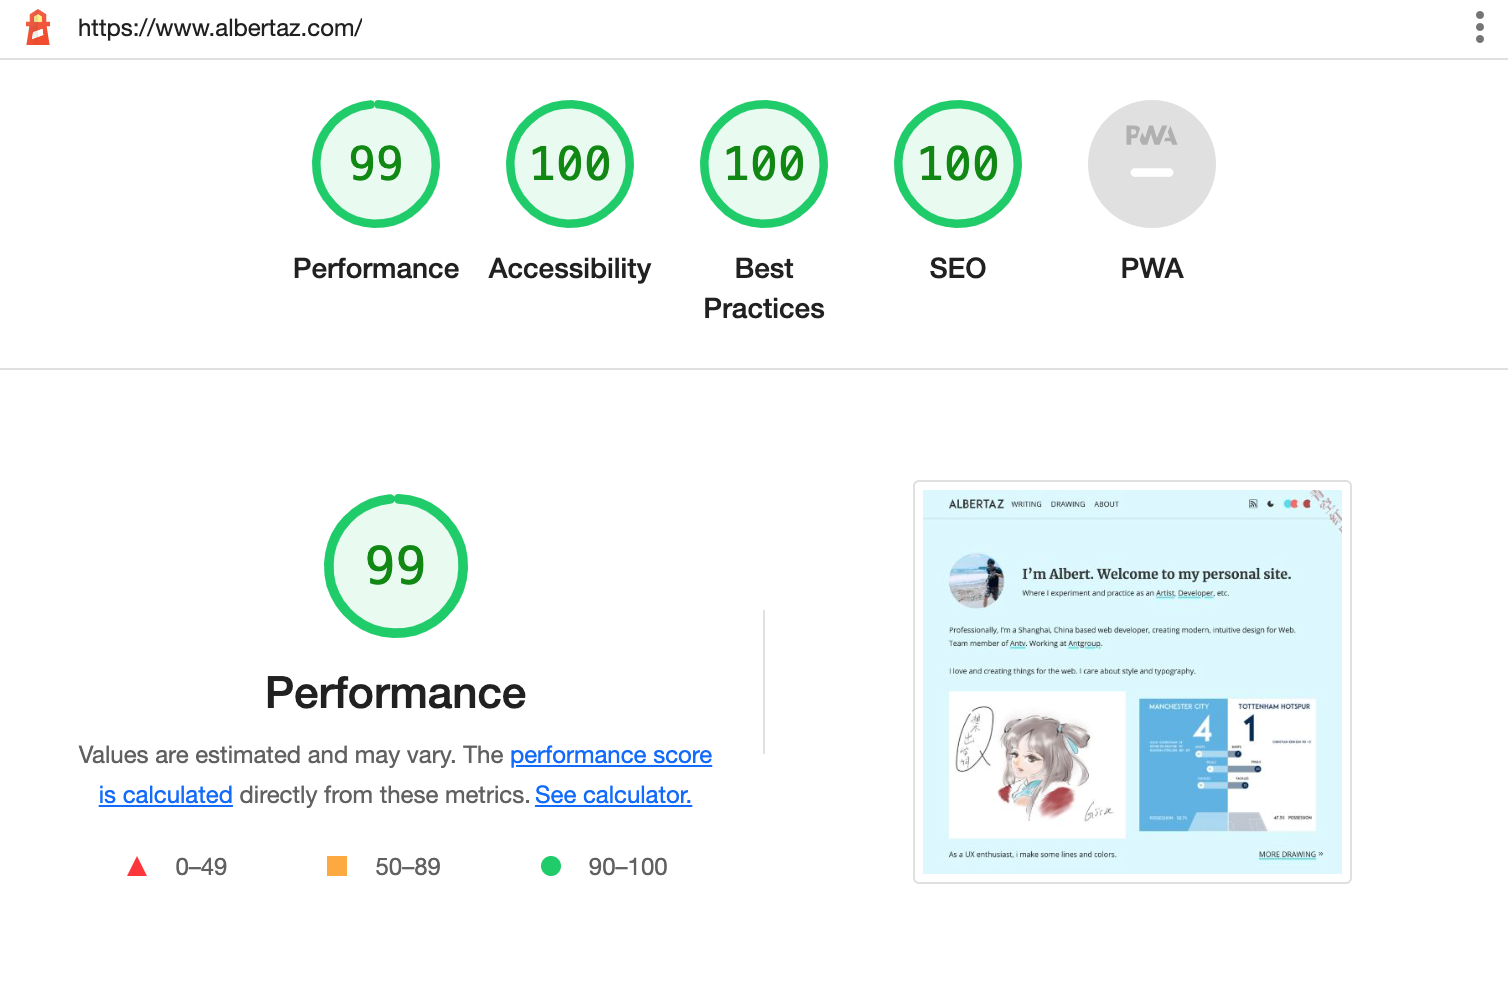 https://www.albertaz.com/
99
100
100
100
PWA
Performance
Accessibility
Best
Practices
SEO
PWA
99
Performance
Values are estimated and may vary. The performance score
is calculated directly from these metrics. See calculator.
0–49
50–89
90–100
ALBERTAZ WRITING DRAWING ABOUT
I'm Albert. Welcome to my personal site.
Where I experiment and practice as an Artist, Developer, etc.
Professionally, I'm a Shanghai, China based web developer, creating modern, intuitive design for Web.
Team member of Antv. Working at Antgroup.
I love and creating things for the web. I care about style and typography.
MANCHESTER CITY
4
TOTTENHAM HOTSPUR
1
As a UX enthusiast, i make some lines and colors.
MORE DRAWING »